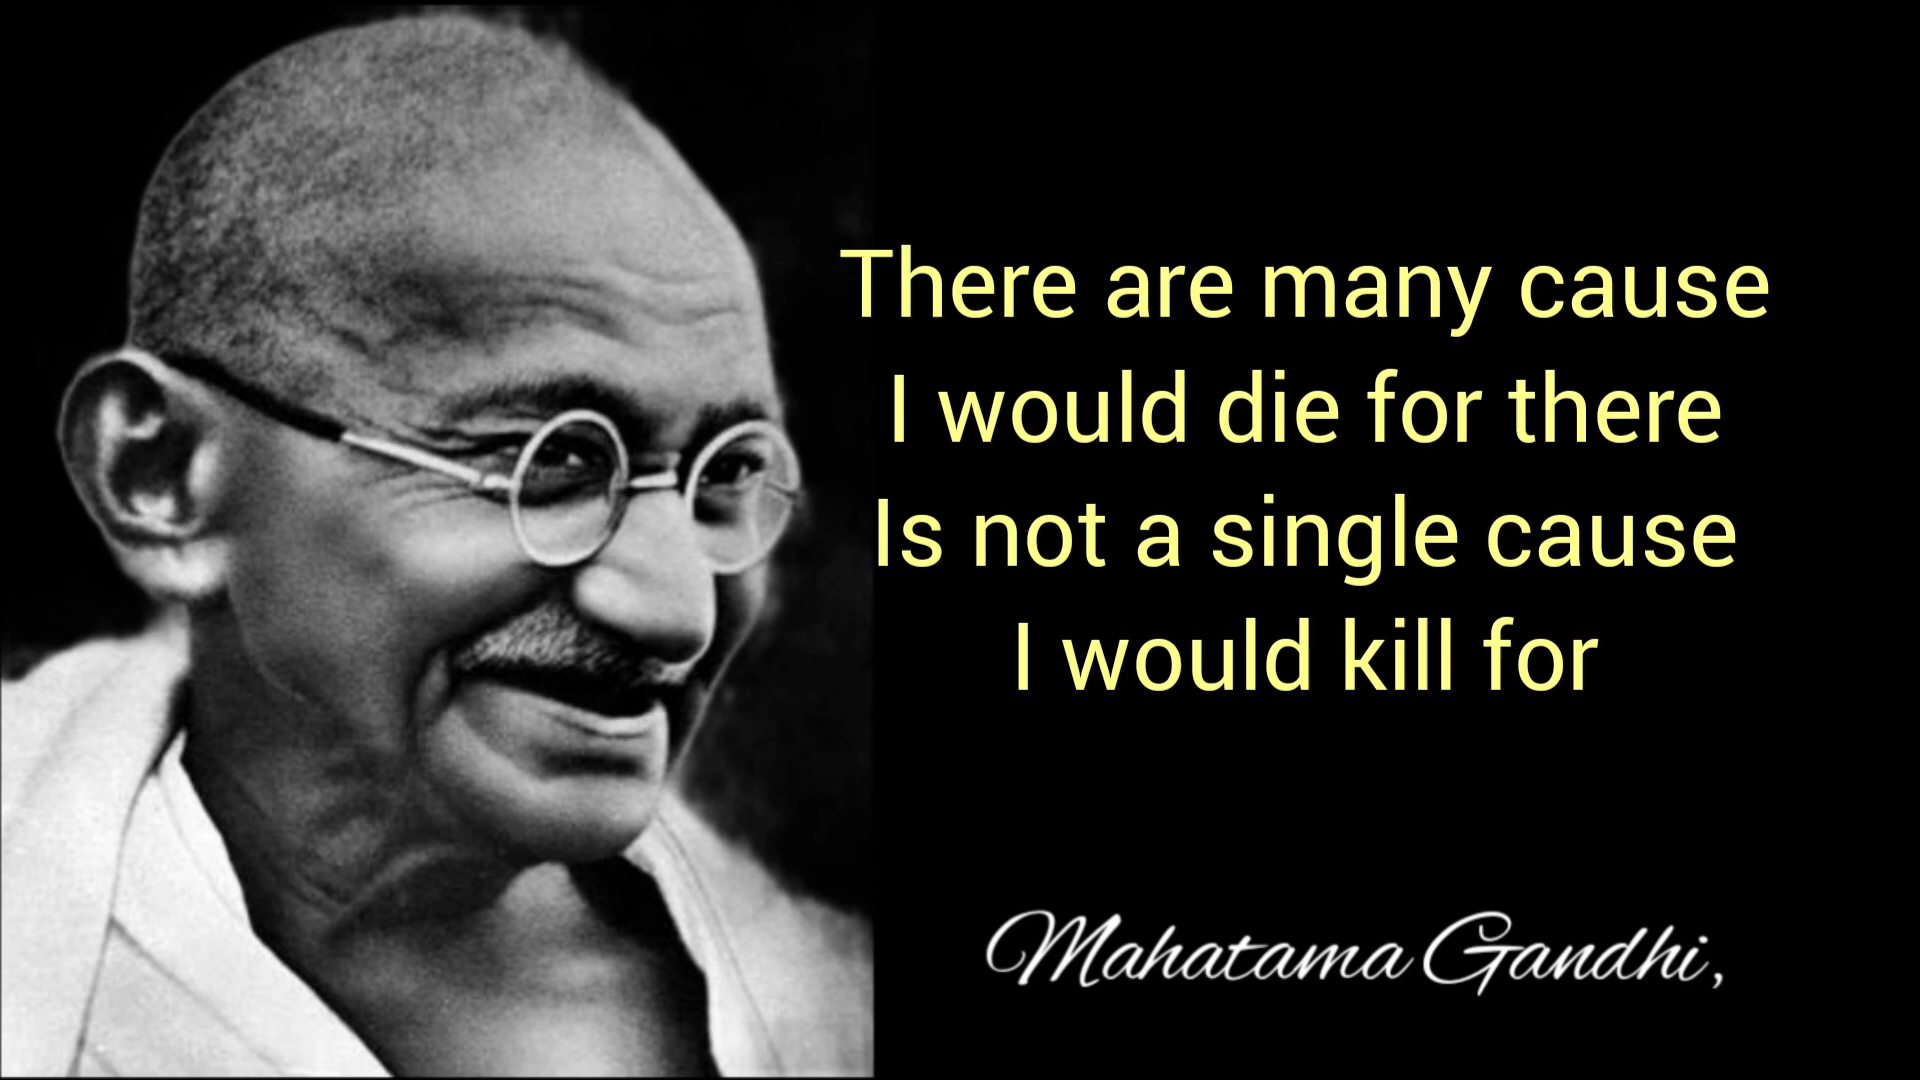 There are many cause
I would die for there
Is not a single cause
I would kill for
Mahatama Gandhi,